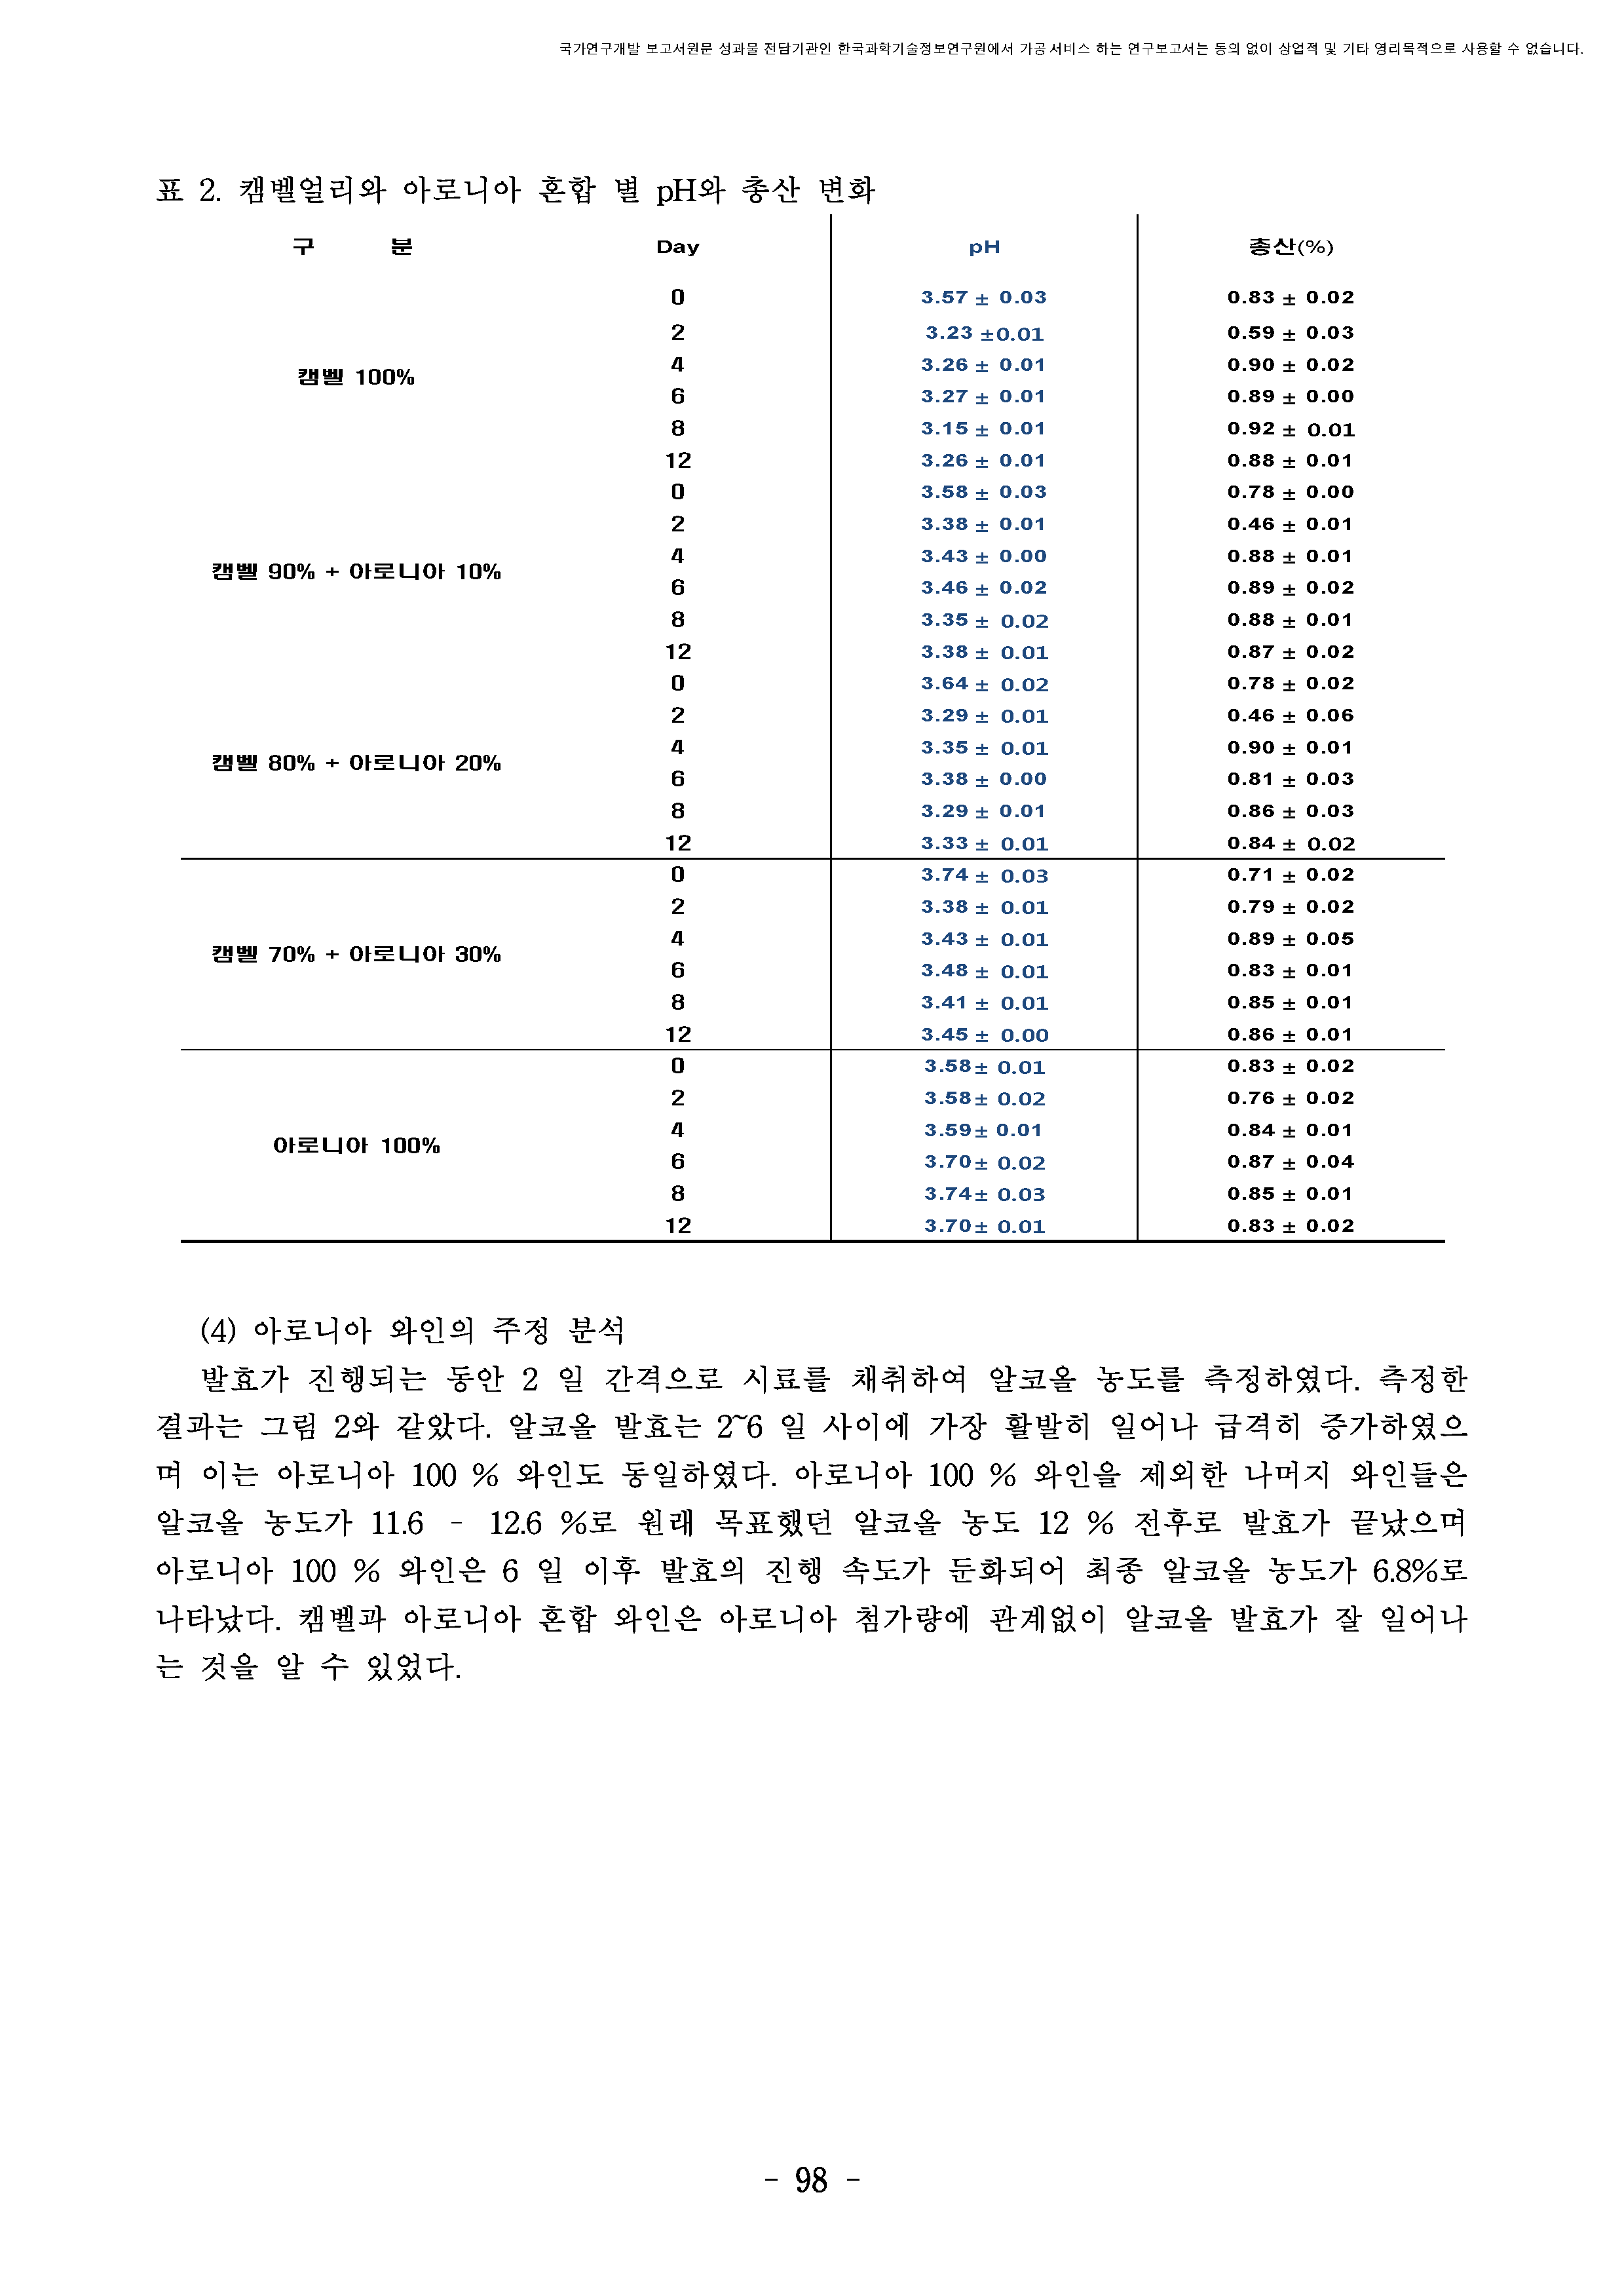 국가연구개발 보고서원문 성과물 전담기관인 한국과학기술정보연구원에서 가공·서비스 하는 연구보고서는 동의 없이 상업적 및 기타 영리목적으로 사용할 수 없습니다.
표 2. 캠벨얼리와 아로니아 혼합 별 pH와 총산 변화
구 분 Day pH 총산(%)
0 3.57 ± 0.03 0.83 ± 0.02
2 3.23 ±0.01 0.59 ± 0.03
캠벨 100%
4 3.26 ± 0.01 0.90 ± 0.02
6 3.27 ± 0.01 0.89 ± 0.00
8 3.15 ± 0.01 0.92 ± 0.01
12 3.26 ± 0.01 0.88 ± 0.01
0 3.58 ± 0.03 0.78 ± 0.00
2 3.38 ± 0.01 0.46 ± 0.01
캠벨 90% + 아로니아 10%
4 3.43 ± 0.00 0.88 ± 0.01
6 3.46 ± 0.02 0.89 ± 0.02
8 3.35 ± 0.02 0.88 ± 0.01
12 3.38 ± 0.01 0.87 ± 0.02
0 3.64 ± 0.02 0.78 ± 0.02
2 3.29 ± 0.01 0.46 ± 0.06
캠벨 80% + 아로니아 20%
4 3.35 ± 0.01 0.90 ± 0.01
6 3.38 ± 0.00 0.81 ± 0.03
8 3.29 ± 0.01 0.86 ± 0.03
12 3.33 ± 0.01 0.84 ± 0.02
0 3.74 ± 0.03 0.71 ± 0.02
2 3.38 ± 0.01 0.79 ± 0.02
캠벨 70% + 아로니아 30%
4 3.43 ± 0.01 0.89 ± 0.05
6 3.48 ± 0.01 0.83 ± 0.01
8 3.41 ± 0.01 0.85 ± 0.01
12 3.45 ± 0.00 0.86 ± 0.01
0 3.58± 0.01 0.83 ± 0.02
2 3.58± 0.02 0.76 ± 0.02
아로니아 100%
4 3.59± 0.01 0.84 ± 0.01
6 3.70± 0.02 0.87 ± 0.04
8 3.74± 0.03 0.85 ± 0.01
12 3.70± 0.01 0.83 ± 0.02
(4) 아로니아 와인의 주정 분석
발효가 진행되는 동안 2 일 간격으로 시료를 채취하여 알코올 농도를 측정하였다. 측정한
결과는 그림 2와 같았다. 알코올 발효는 2~6 일 사이에 가장 활발히 일어나 급격히 증가하였으
며 이는 아로니아 100 % 와인도 동일하였다. 아로니아 100 % 와인을 제외한 나머지 와인들은
알코올 농도가 11.6 - 12.6 %로 원래 목표했던 알코올 농도 12 % 전후로 발효가 끝났으며
아로니아 100 % 와인은 6 일 이후 발효의 진행 속도가 둔화되어 최종 알코올 농도가 6.8%로
나타났다. 캠벨과 아로니아 혼합 와인은 아로니아 첨가량에 관계없이 알코올 발효가 잘 일어나
는 것을 알 수 있었다.
- 98 -